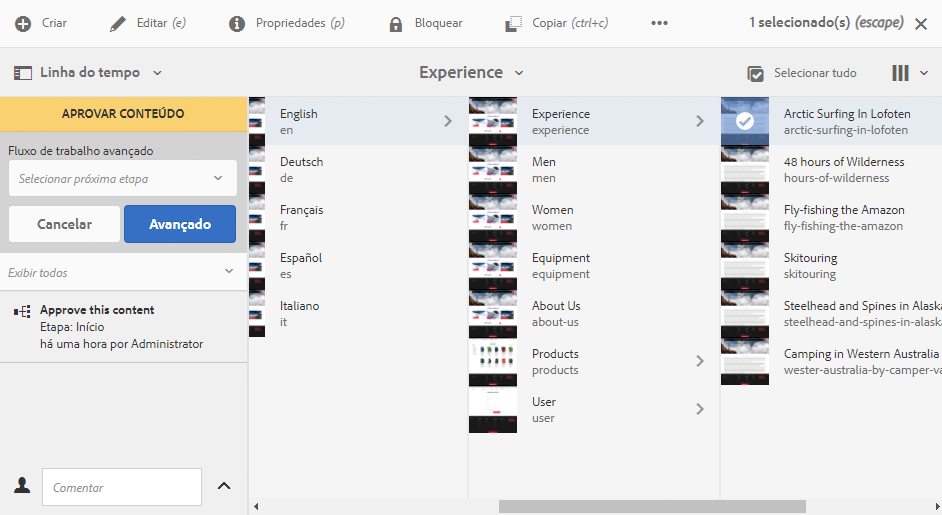 Criar
Editar (e)
Propriedades (p)
Bloquear
Copiar (ctrl+c)
1 selecionado(s) (escape)
Linha do tempo
Experience
Selecionar tudo
APROVAR CONTEÚDO
Fluxo de trabalho avançado
Selecionar próxima etapa
Cancelar
Avançado
Exibir todos
Approve this content
Etapa: Início
há uma hora por Administrator
Comentar
English
en
Deutsch
de
Français
fr
Español
es
Italiano
it
Experience
experience
Men
men
Women
women
Equipment
equipment
About Us
about-us
Products
products
User
user
Arctic Surfing In Lofoten
arctic-surfing-in-lofoten
48 hours of Wilderness
hours-of-wilderness
Fly-fishing the Amazon
fly-fishing-the-amazon
Skitouring
skitouring
Steelhead and Spines in Alaska
steelhead-and-spines-in-alaska
Camping in Western Australia
wester-australia-by-camper-va